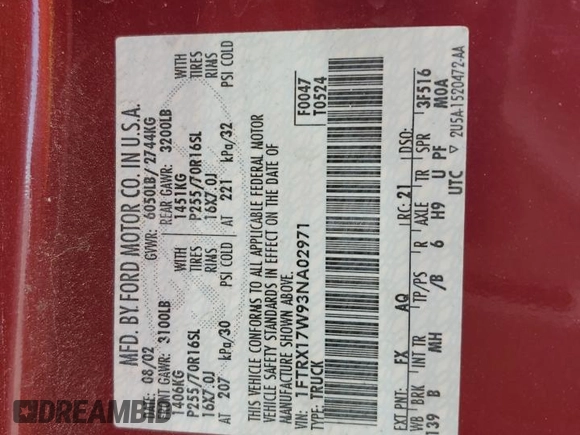 MFD. BY FORD MOTOR CO. IN U.S.A.
08/02 GVWR: 6050LB/2744KG
FRONT GAWR: 3100LB REAR GAWR: 3200LB
1406KG WITH 1451KG WITH
P255/70R16SL TIRES P255/70R16SL TIRES
16X7.0J RIMS 16X7.0J RIMS
AT 207 kPa/30 PSI COLD AT 221 kPa/32 PSI COLD
THIS VEHICLE CONFORMS TO ALL APPLICABLE FEDERAL MOTOR
VEHICLE SAFETY STANDARDS IN EFFECT ON THE DATE OF
MANUFACTURE SHOWN ABOVE.
VIN: 1FTRX17W93NA02971 F0047
TYPE: TRUCK T0524
EXT PNT: FX AQ RC: 21 DSO:
WB BRK INT TR TP/PS R AXLE TR SPR 3F516
139 B MH /B 6 H9 U PF MOA
UTC ▽ 2U5A-1520472-AA
DREAMBID